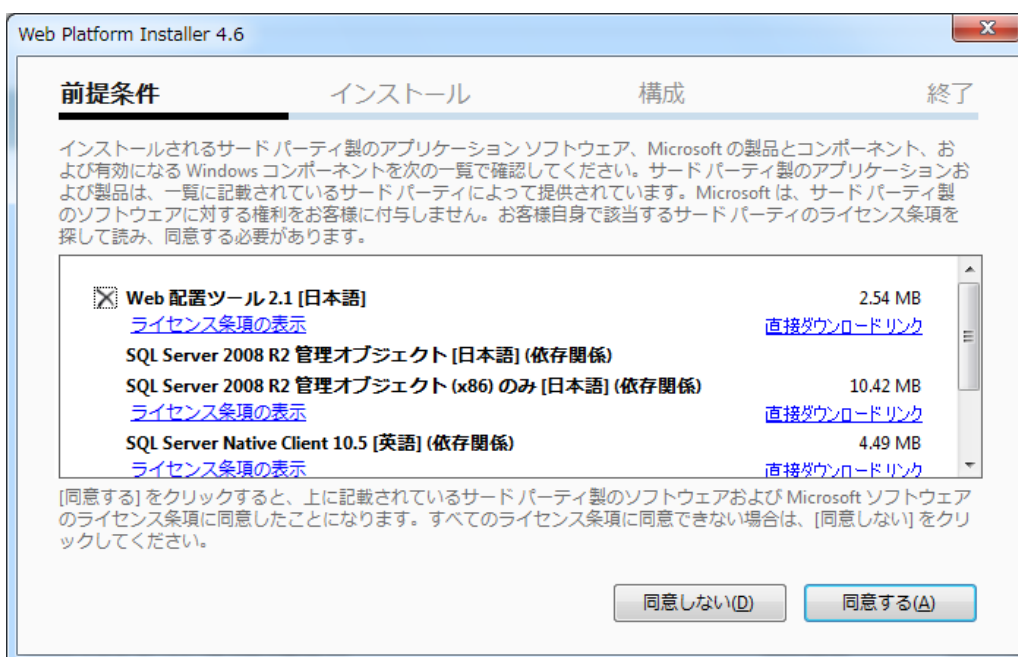 Web Platform Installer 4.6
前提条件 インストール 構成 終了
インストールされるサード パーティ製のアプリケーション ソフトウェア、Microsoft の製品とコンポーネント、お
よび有効になる Windows コンポーネントを次の一覧で確認してください。サード パーティ製のアプリケーションお
よび製品は、一覧に記載されているサード パーティによって提供されています。Microsoft は、サード パーティ製
のソフトウェアに対する権利をお客様に付与しません。お客様自身で該当するサード パーティのライセンス条項を
探して読み、同意する必要があります。
Web 配置ツール 2.1 [日本語] 2.54 MB
ライセンス条項の表示 直接ダウンロード リンク
SQL Server 2008 R2 管理オブジェクト [日本語] (依存関係)
SQL Server 2008 R2 管理オブジェクト (x86) のみ [日本語] (依存関係) 10.42 MB
ライセンス条項の表示 直接ダウンロード リンク
SQL Server Native Client 10.5 [英語] (依存関係) 4.49 MB
ライセンス条項の表示 直接ダウンロード リンク
[同意する] をクリックすると、上に記載されているサード パーティ製のソフトウェアおよび Microsoft ソフトウェア
のライセンス条項に同意したことになります。すべてのライセンス条項に同意できない場合は、[同意しない] をクリ
ックしてください。
同意しない(D) 同意する(A)